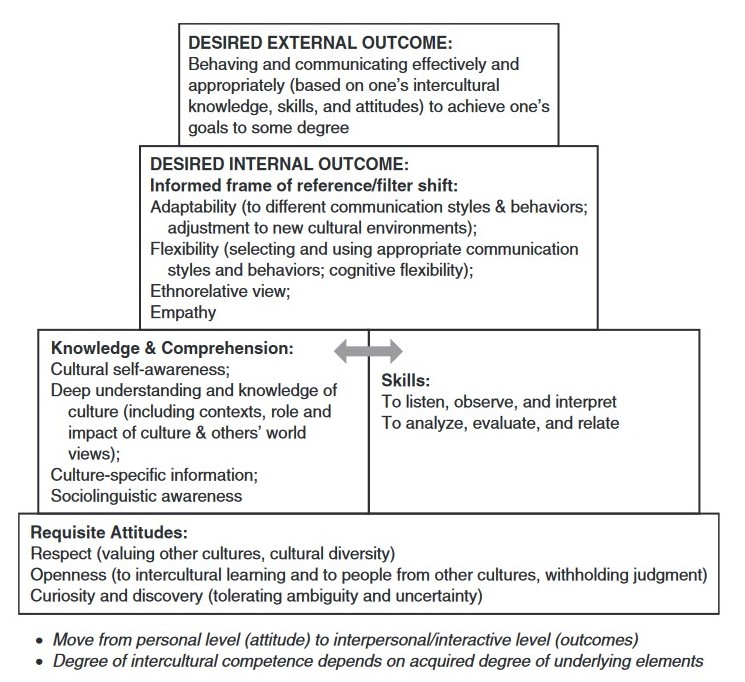 DESIRED EXTERNAL OUTCOME:
Behaving and communicating effectively and
appropriately (based on one’s intercultural
knowledge, skills, and attitudes) to achieve one’s
goals to some degree
DESIRED INTERNAL OUTCOME:
Informed frame of reference/filter shift:
Adaptability (to different communication styles & behaviors;
adjustment to new cultural environments);
Flexibility (selecting and using appropriate communication
styles and behaviors; cognitive flexibility);
Ethnorelative view;
Empathy
Knowledge & Comprehension:
Cultural self-awareness;
Deep understanding and knowledge of
culture (including contexts, role and
impact of culture & others’ world
views);
Culture-specific information;
Sociolinguistic awareness
Skills:
To listen, observe, and interpret
To analyze, evaluate, and relate
Requisite Attitudes:
Respect (valuing other cultures, cultural diversity)
Openness (to intercultural learning and to people from other cultures, withholding judgment)
Curiosity and discovery (tolerating ambiguity and uncertainty)
• Move from personal level (attitude) to interpersonal/interactive level (outcomes)
• Degree of intercultural competence depends on acquired degree of underlying elements